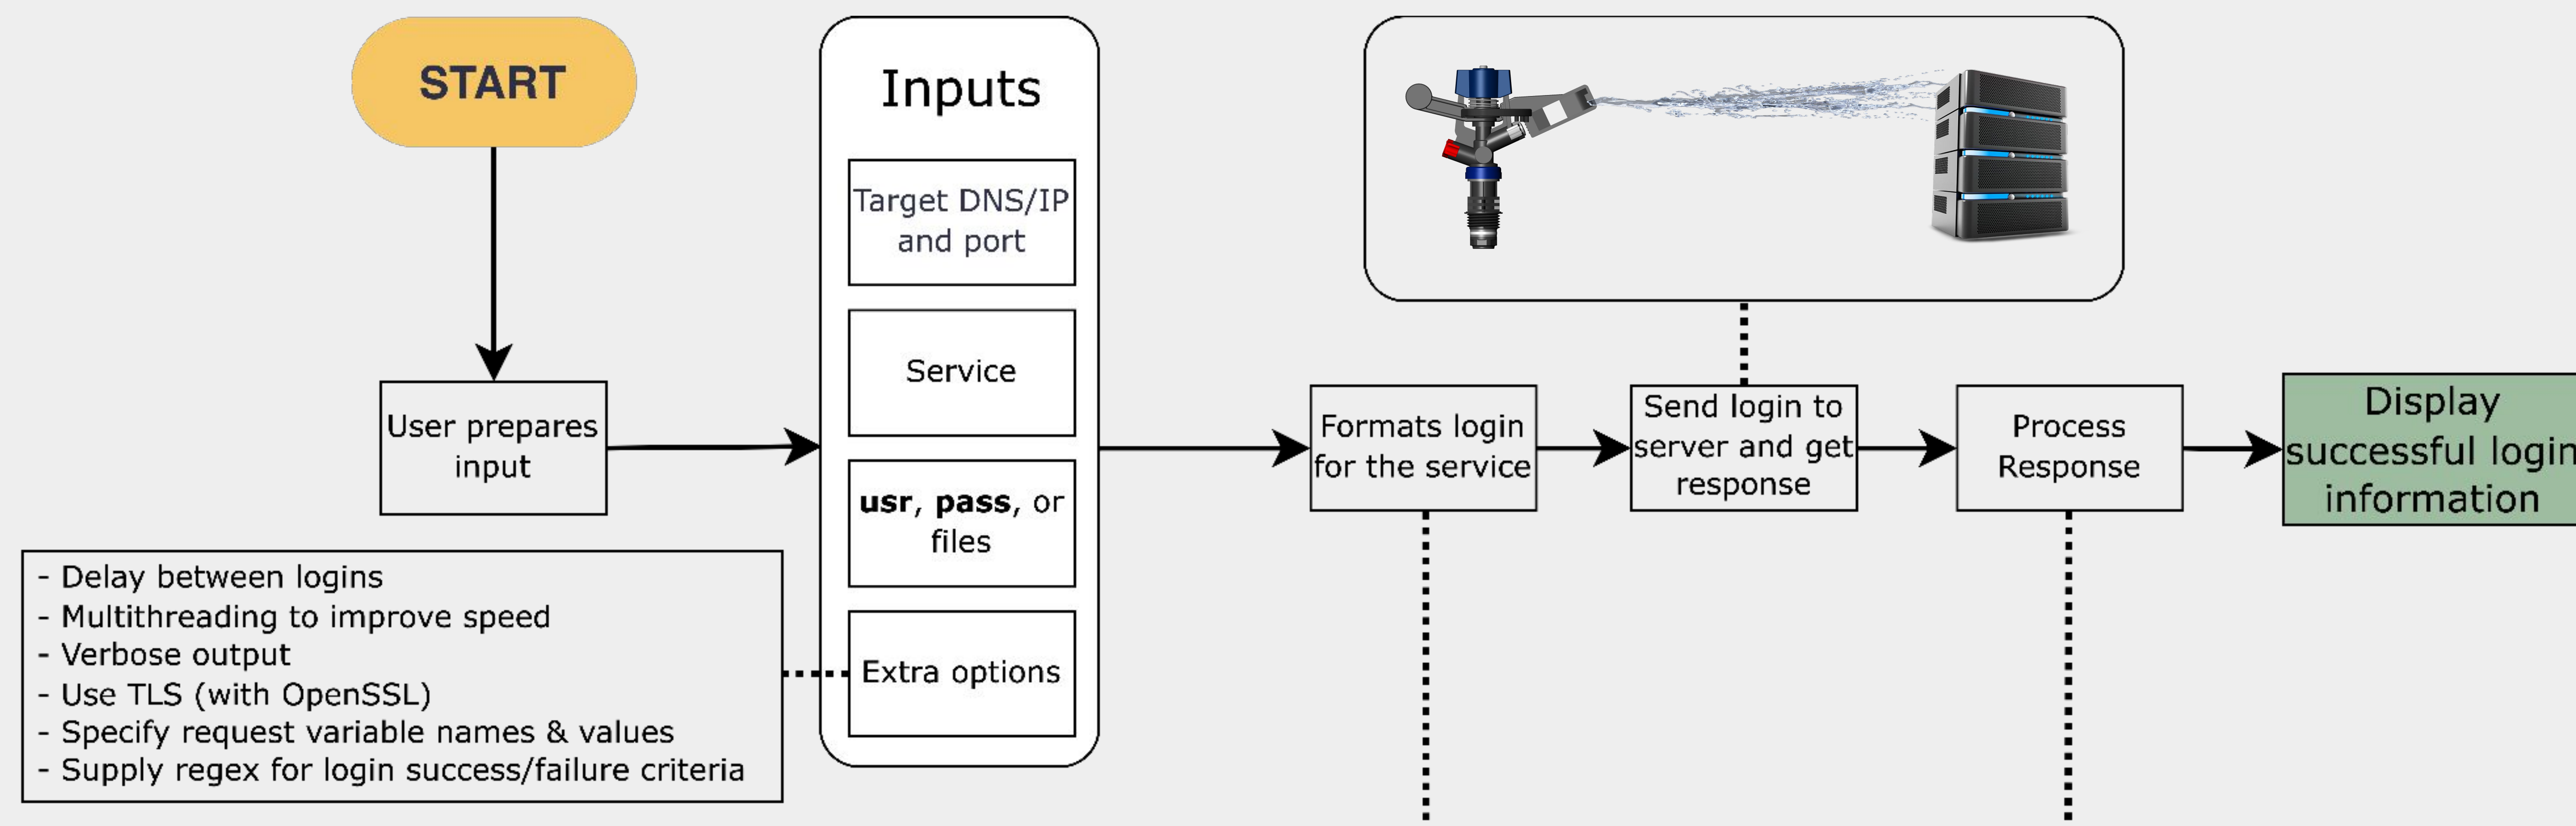 START
User prepares
input
Inputs
Target DNS/IP
and port
Service
usr, pass, or
files
Extra options
- Delay between logins
- Multithreading to improve speed
- Verbose output
- Use TLS (with OpenSSL)
- Specify request variable names & values
- Supply regex for login success/failure criteria
Formats login
for the service
Send login to
server and get
response
Process
Response
Display
successful login
information